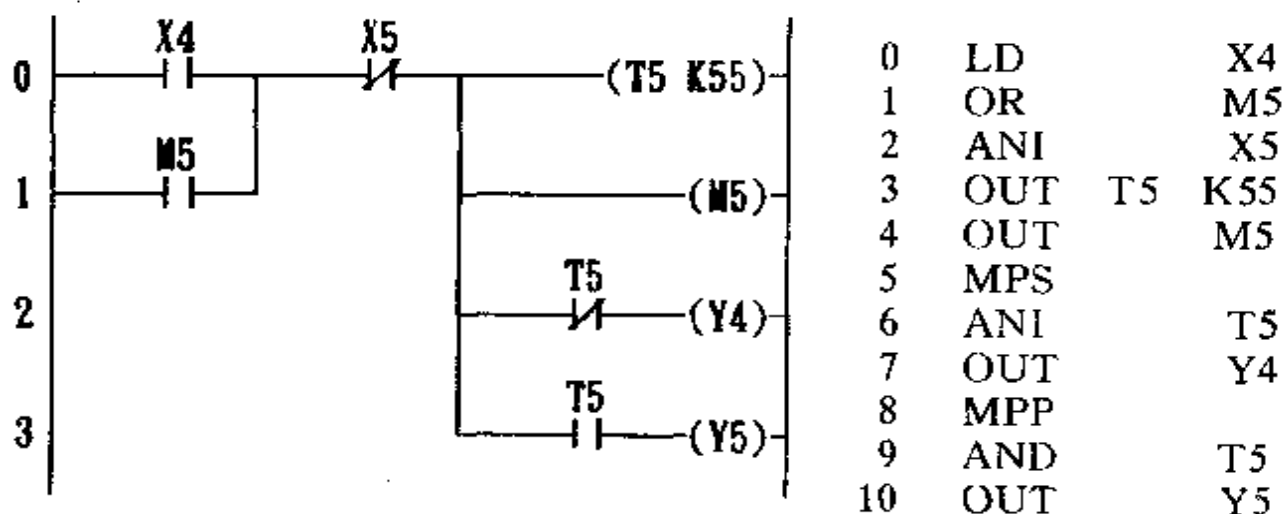 X4 X5
0 (T5 K55)
M5
1 (M5)
T5
2 (Y4)
T5
3 (Y5)
0 LD X4
1 OR M5
2 ANI X5
3 OUT T5 K55
4 OUT M5
5 MPS
6 ANI T5
7 OUT Y4
8 MPP
9 AND T5
10 OUT Y5